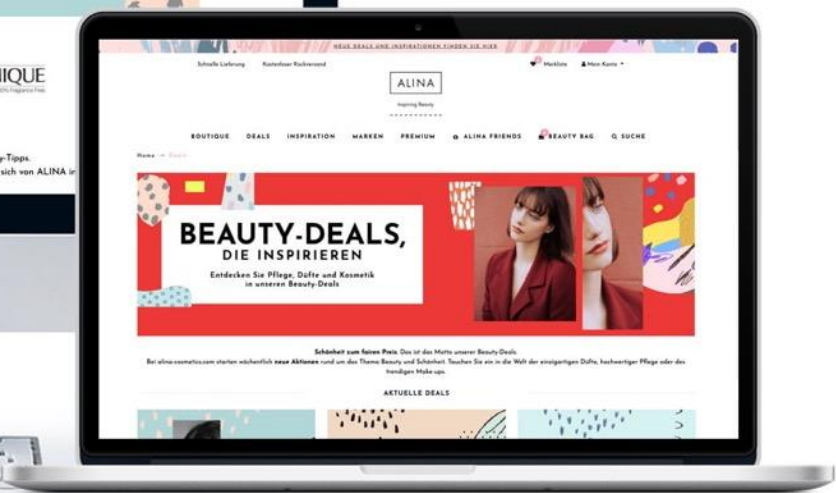 NIQUE
100% Fragrance Free.
y-Tipps.
sich von ALINA in
NEUE DEALS UND INSPIRATIONEN FINDEN SIE HIER
Schnelle Lieferung Kostenloser Rückversand
Merkliste Mein Konto
ALINA
Inspiring Beauty
BOUTIQUE DEALS INSPIRATION MARKEN PREMIUM ALINA FRIENDS BEAUTY BAG SUCHE
Home → Deals
BEAUTY-DEALS,
DIE INSPIRIEREN
Entdecken Sie Pflege, Düfte und Kosmetik
in unseren Beauty-Deals
Schönheit zum fairen Preis. Das ist das Motto unserer Beauty-Deals.
Bei alina-cosmetics.com starten wöchentlich neue Aktionen rund um das Thema Beauty und Schönheit. Tauchen Sie ein in die Welt der einzigartigen Düfte, hochwertiger Pflege oder des
trendigen Make-ups.
AKTUELLE DEALS